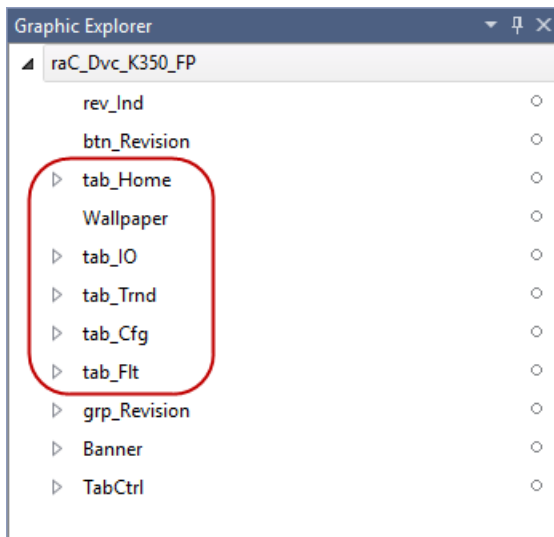 Graphic Explorer
raC_Dvc_K350_FP
rev_Ind
btn_Revision
tab_Home
Wallpaper
tab_IO
tab_Trnd
tab_Cfg
tab_Flt
grp_Revision
Banner
TabCtrl